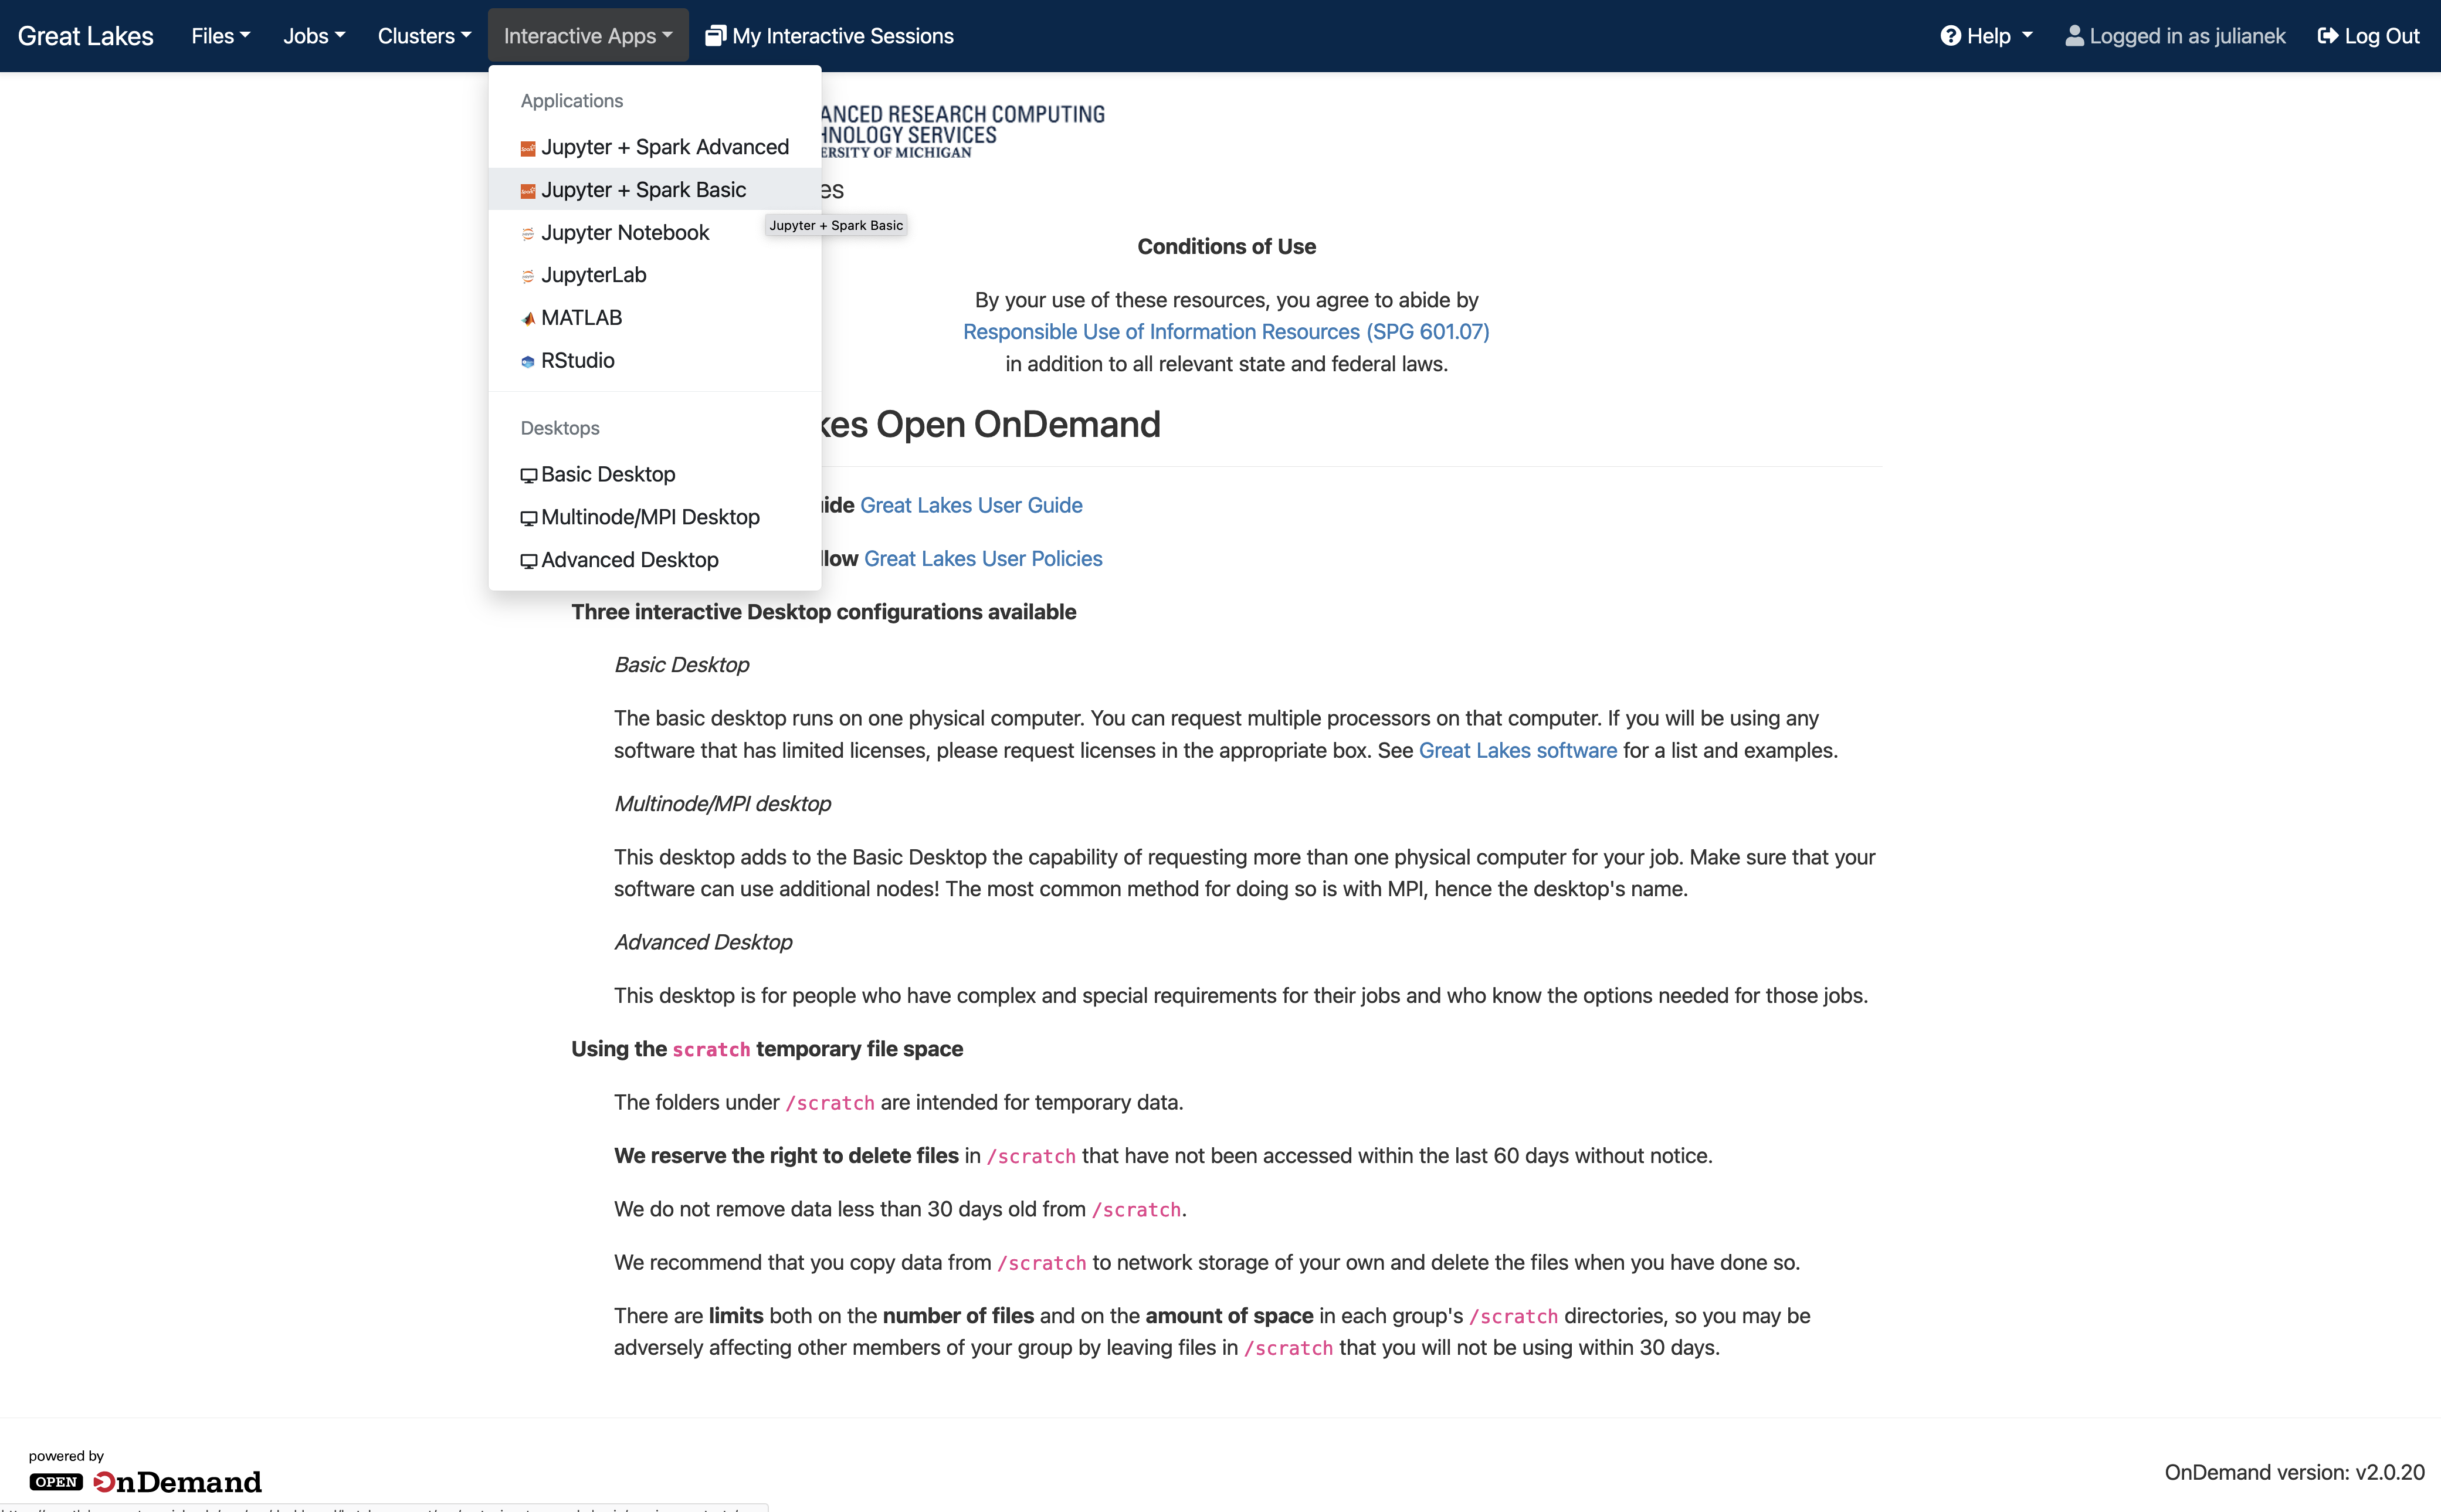 Great Lakes Files Jobs Clusters Interactive Apps My Interactive Sessions Help Logged in as julianek Log Out
Applications
Jupyter + Spark Advanced
Jupyter + Spark Basic
Jupyter Notebook
JupyterLab
MATLAB
RStudio
Desktops
Basic Desktop
Multinode/MPI Desktop
Advanced Desktop
Jupyter + Spark Basic
RESEARCH COMPUTING
SERVICES
OF MICHIGAN
Conditions of Use
By your use of these resources, you agree to abide by
Responsible Use of Information Resources (SPG 601.07)
in addition to all relevant state and federal laws.
Open OnDemand
Great Lakes User Guide
Great Lakes User Policies
Three interactive Desktop configurations available
Basic Desktop
The basic desktop runs on one physical computer. You can request multiple processors on that computer. If you will be using any
software that has limited licenses, please request licenses in the appropriate box. See Great Lakes software for a list and examples.
Multinode/MPI desktop
This desktop adds to the Basic Desktop the capability of requesting more than one physical computer for your job. Make sure that your
software can use additional nodes! The most common method for doing so is with MPI, hence the desktop's name.
Advanced Desktop
This desktop is for people who have complex and special requirements for their jobs and who know the options needed for those jobs.
Using the scratch temporary file space
The folders under /scratch are intended for temporary data.
We reserve the right to delete files in /scratch that have not been accessed within the last 60 days without notice.
We do not remove data less than 30 days old from /scratch.
We recommend that you copy data from /scratch to network storage of your own and delete the files when you have done so.
There are limits both on the number of files and on the amount of space in each group's /scratch directories, so you may be
adversely affecting other members of your group by leaving files in /scratch that you will not be using within 30 days.
powered by
OPEN OnDemand
OnDemand version: v2.0.20